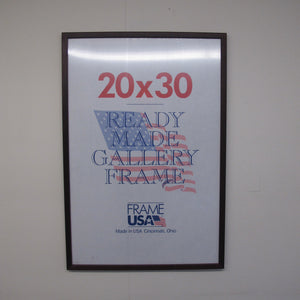 20x30
READY
MADE
GALLERY
FRAME
FRAME
USA
Made in USA. Cincinnati, Ohio